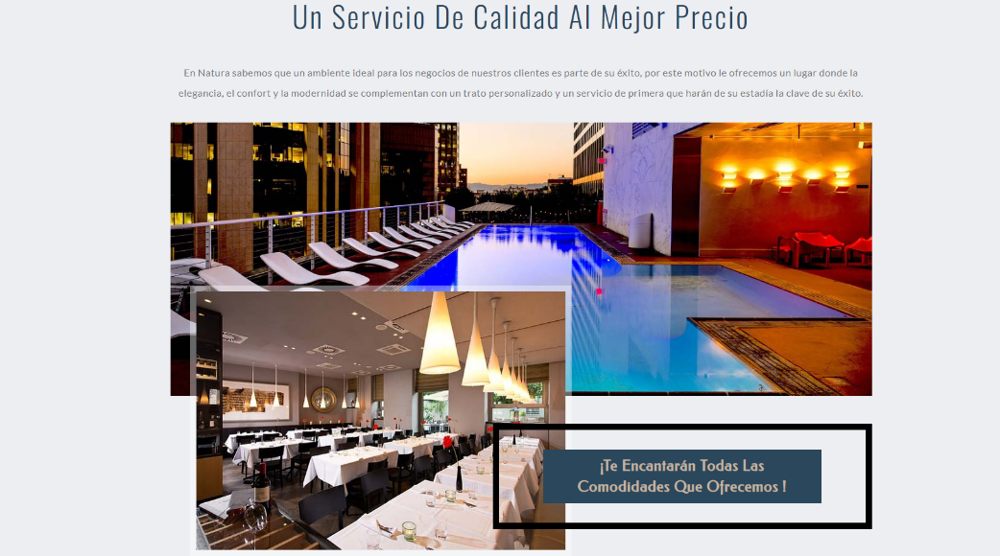 Un Servicio De Calidad Al Mejor Precio
En Natura sabemos que un ambiente ideal para los negocios de nuestros clientes es parte de su éxito, por este motivo le ofrecemos un lugar donde la
elegancia, el confort y la modernidad se complementan con un trato personalizado y un servicio de primera que harán de su estadía la clave de su éxito.
¡Te Encantarán Todas Las
Comodidades Que Ofrecemos !